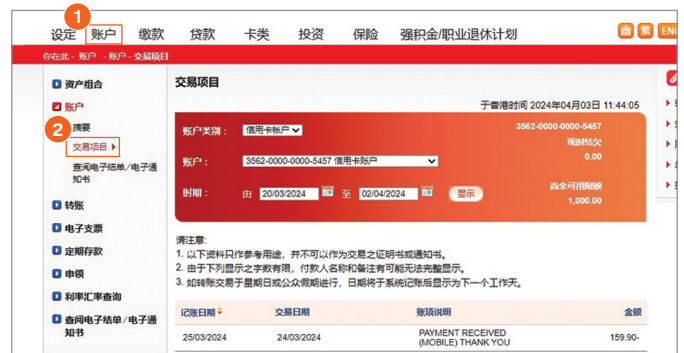 1
设定 账户 缴款 贷款 卡类 投资 保险 强积金/职业退休计划 繁 ENG
你在此 - 账户 - 账户 - 交易项目
资产组合
账户
摘要
2
交易项目
查阅电子结单/电子通
知书
转账
电子支票
定期存款
申领
利率汇率查询
查阅电子结单/电子通
知书
交易项目
于香港时间 2024年04月03日 11:44:05
账户类别： 信用卡帐户
3562-0000-0000-5457
现时结欠
0.00
账户： 3562-0000-0000-5457 信用卡账户
尚余可用限额
1,000.00
时期： 由 20/03/2024 至 02/04/2024 显示
请注意:
1. 以下资料只作参考用途，并不可以作为交易之证明书或通知书。
2. 由于下列显示之字数有限，付款人名称和备注有可能无法完整显示。
3. 如转账交易于星期日或公众假期进行，日期将于系统记账后显示为下一个工作天。
记账日期 交易日期 账项说明 金额
25/03/2024 24/03/2024 PAYMENT RECEIVED 159.90-
(MOBILE) THANK YOU